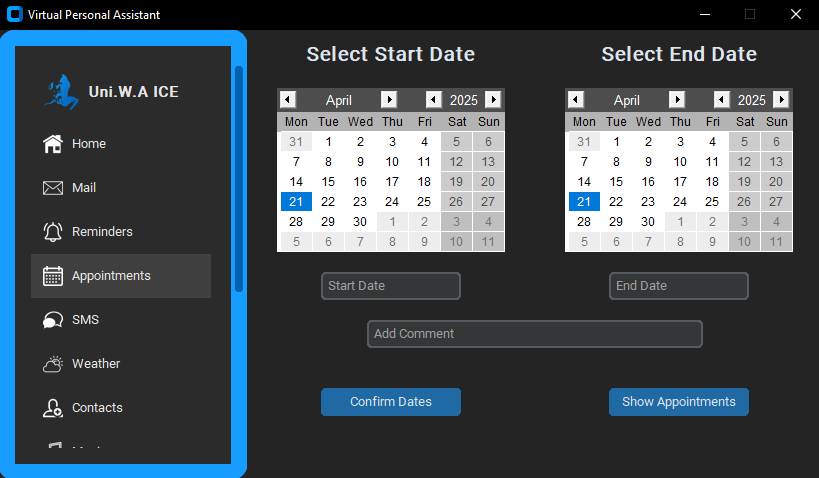 Virtual Personal Assistant
Uni.W.A ICE
Home
Mail
Reminders
Appointments
SMS
Weather
Contacts
Select Start Date
April 2025
Mon Tue Wed Thu Fri Sat Sun
31 1 2 3 4 5 6
7 8 9 10 11 12 13
14 15 16 17 18 19 20
21 22 23 24 25 26 27
28 29 30 1 2 3 4
5 6 7 8 9 10 11
Start Date
Select End Date
April 2025
Mon Tue Wed Thu Fri Sat Sun
31 1 2 3 4 5 6
7 8 9 10 11 12 13
14 15 16 17 18 19 20
21 22 23 24 25 26 27
28 29 30 1 2 3 4
5 6 7 8 9 10 11
End Date
Add Comment
Confirm Dates
Show Appointments